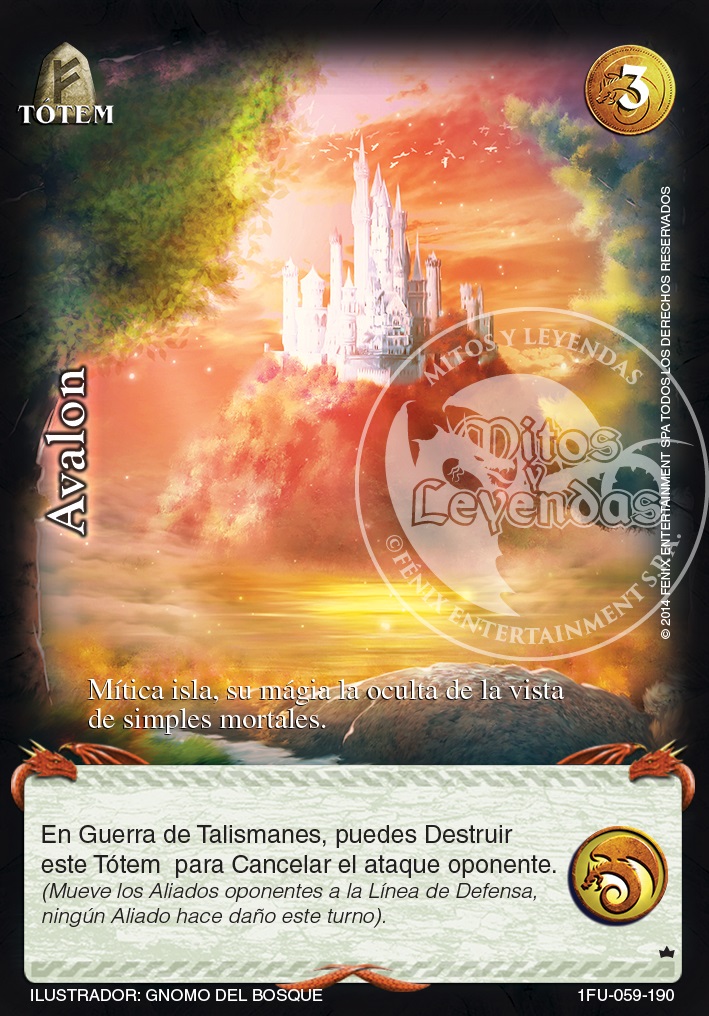 TÓTEM
3
Avalon
MITOS Y LEYENDAS
Mitos
y
Leyendas
© FÉNIX ENTERTAINMENT S.P.A.
© 2014 FÉNIX ENTERTAINMENT SPA TODOS LOS DERECHOS RESERVADOS
Mítica isla, su mágia la oculta de la vista
de simples mortales.
En Guerra de Talismanes, puedes Destruir
este Tótem para Cancelar el ataque oponente.
(Mueve los Aliados oponentes a la Línea de Defensa,
ningún Aliado hace daño este turno).
ILUSTRADOR: GNOMO DEL BOSQUE
1FU-059-190